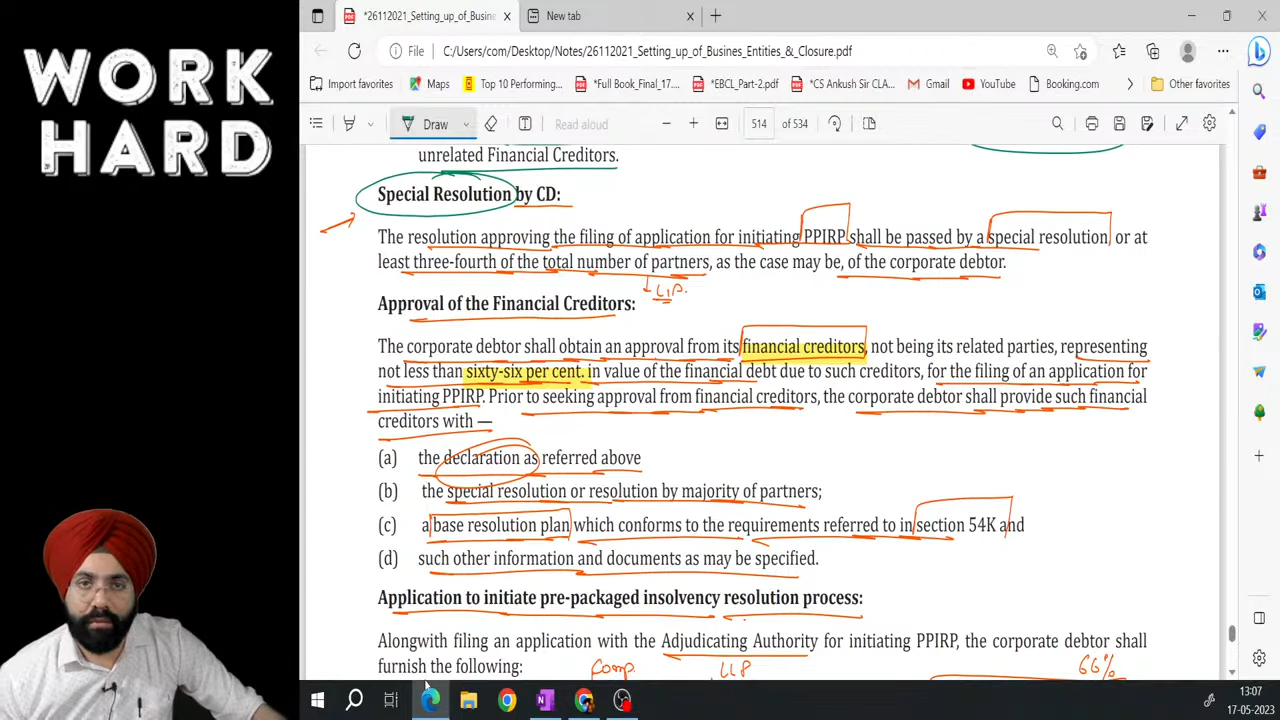 WORK
HARD
*26112021_Setting_up_of_Busines
New tab
File
C:/Users/com/Desktop/Notes/26112021_Setting_up_of_Busines_Entities_&_Closure.pdf
Import favorites
Maq
Top 10 Performing...
*Full Book_Final_17...
*EBCL_Part-2.pdf
*CS Ankush Sir CLA...
Gmail
YouTube
Booking.com
Draw
Read aloud
514 of 534
unrelated Financial Creditors.
Special Resolution by CD:
The resolution approving the filing of application for initiating PPIRP shall be passed by a special resolution, or at
least three-fourth of the total number of partners, as the case may be, of the corporate debtor.
LLP.
Approval of the Financial Creditors:
The corporate debtor shall obtain an approval from its financial creditors, not being its related parties, representing
not less than sixty-six per cent. in value of the financial debt due to such creditors, for the filing of an application for
initiating PPIRP. Prior to seeking approval from financial creditors, the corporate debtor shall provide such financial
creditors with —
(a) the declaration as referred above
(b) the special resolution or resolution by majority of partners;
(c) a base resolution plan which conforms to the requirements referred to in section 54K and
(d) such other information and documents as may be specified.
Application to initiate pre-packaged insolvency resolution process:
Alongwith filing an application with the Adjudicating Authority for initiating PPIRP, the corporate debtor shall
furnish the following:
Comp.
LLP
66%
13:07
17-05-2023